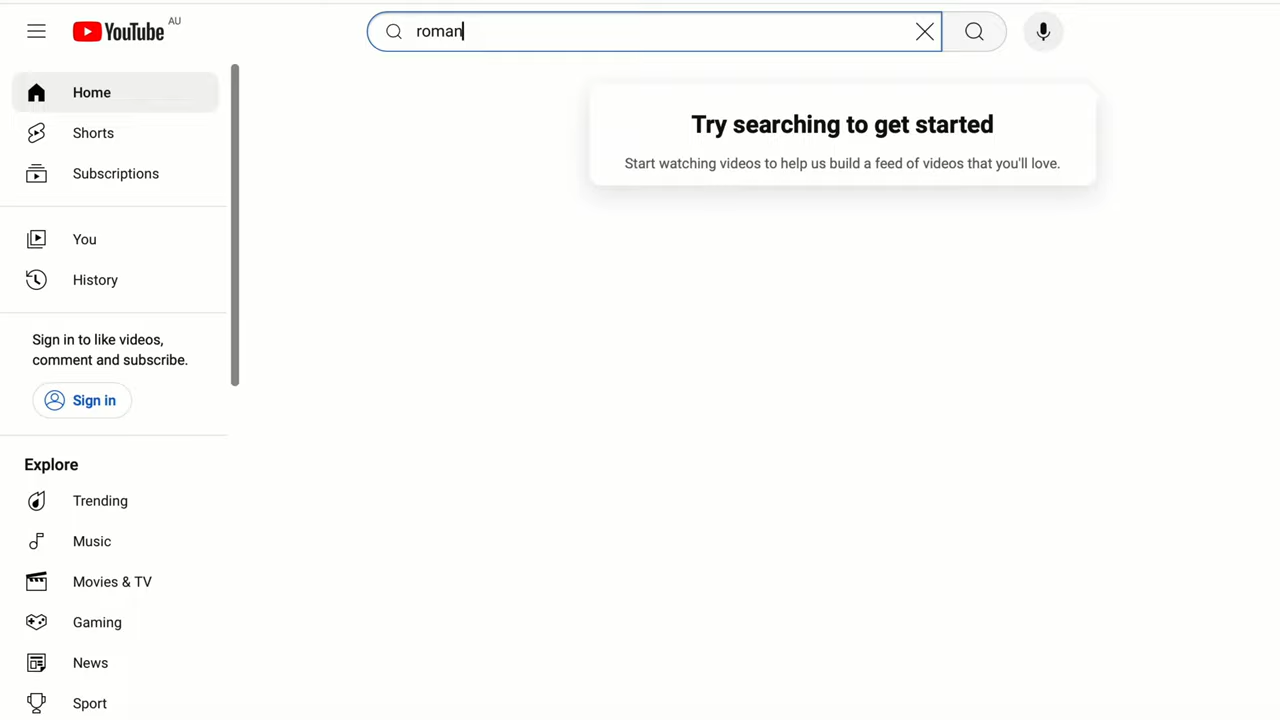 YouTube AU
roman
Home
Shorts
Subscriptions
You
History
Sign in to like videos,
comment and subscribe.
Sign in
Explore
Trending
Music
Movies & TV
Gaming
News
Sport
Try searching to get started
Start watching videos to help us build a feed of videos that you'll love.